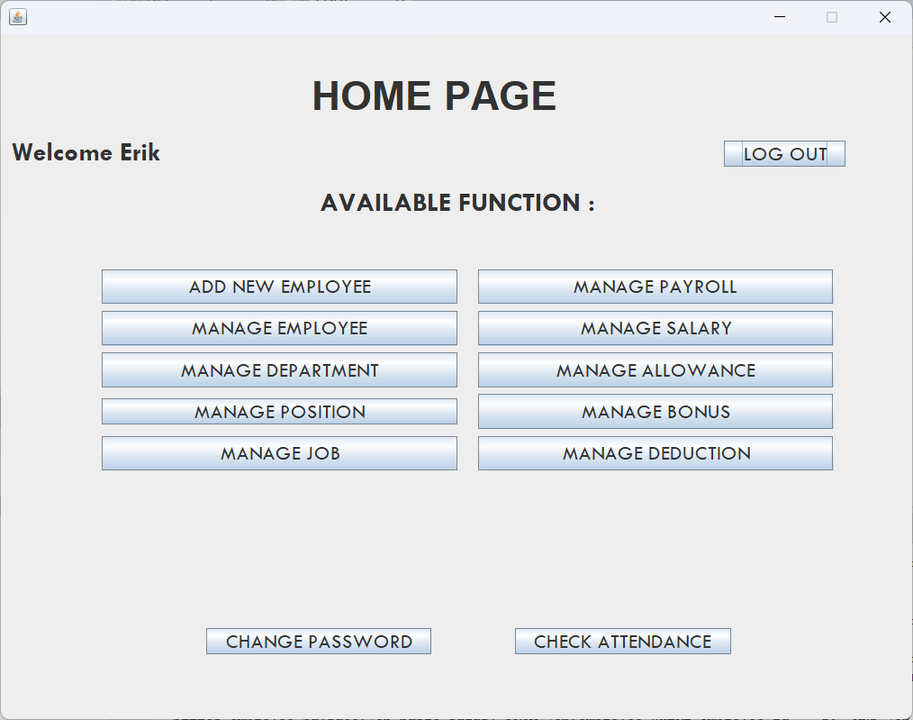 HOME PAGE
Welcome Erik
LOG OUT
AVAILABLE FUNCTION :
ADD NEW EMPLOYEE
MANAGE PAYROLL
MANAGE EMPLOYEE
MANAGE SALARY
MANAGE DEPARTMENT
MANAGE ALLOWANCE
MANAGE POSITION
MANAGE BONUS
MANAGE JOB
MANAGE DEDUCTION
CHANGE PASSWORD
CHECK ATTENDANCE